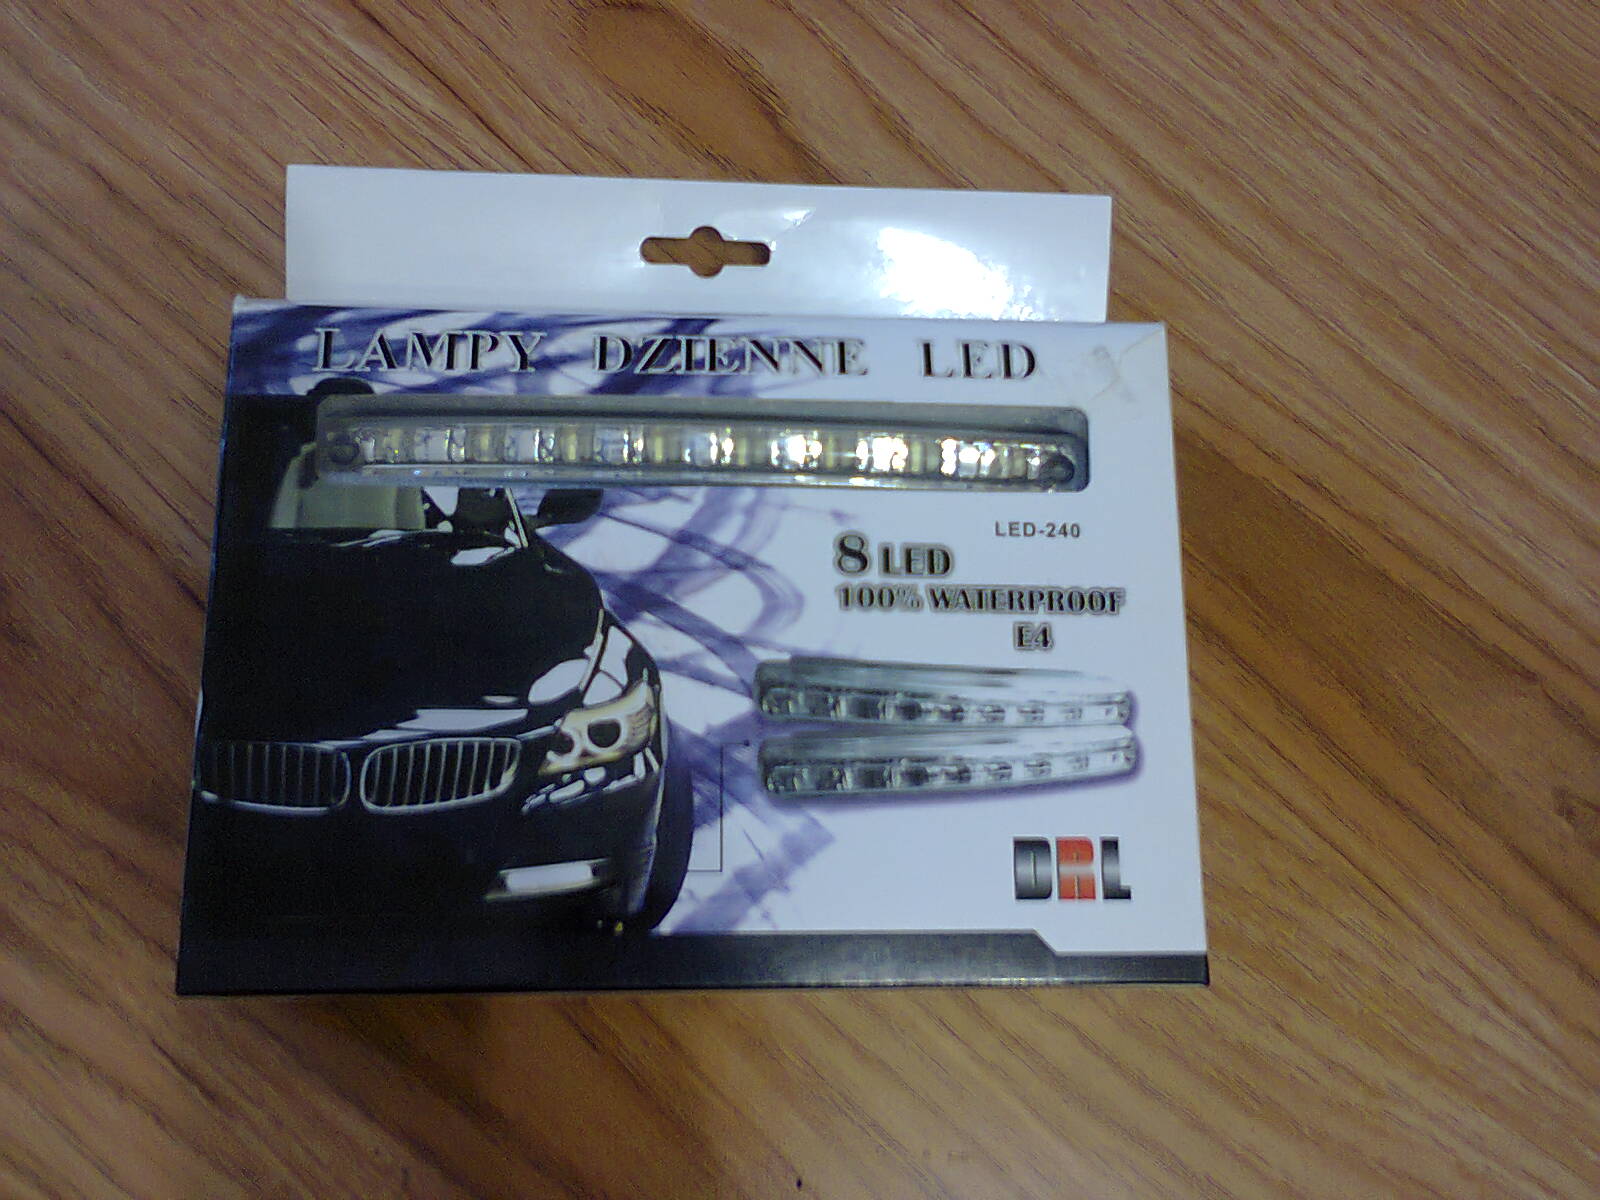 LAMPY DZIENNE LED
LED-240
8 LED
100% WATERPROOF
E4
DRL